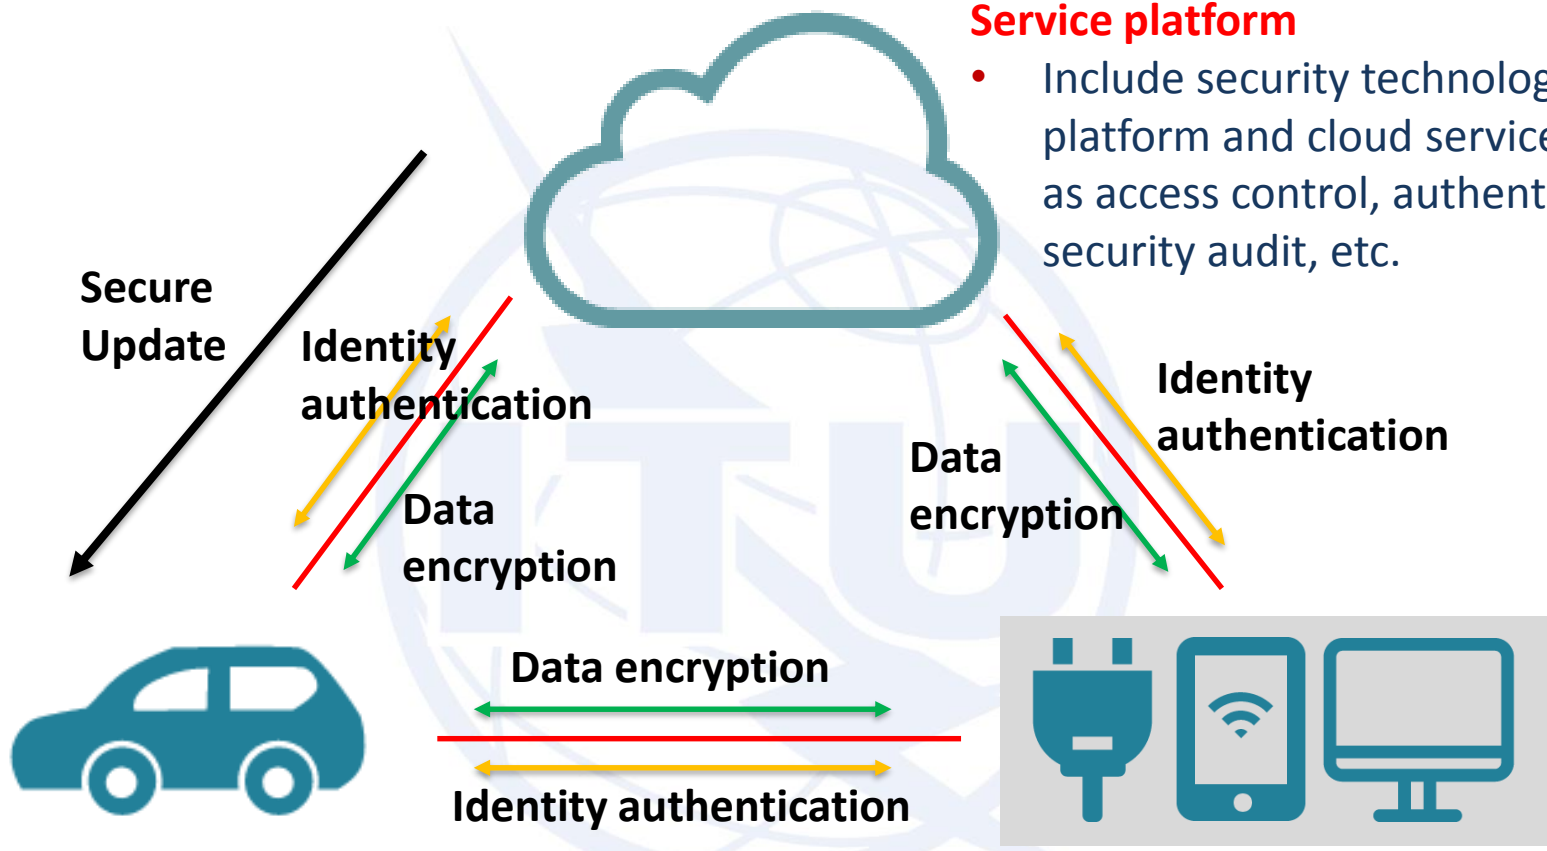 Service platform
• Include security technolog
platform and cloud service
as access control, authent
security audit, etc.
Secure
Update
Identity
authentication
Identity
authentication
Data
encryption
Data
encryption
Data encryption
Identity authentication
ITU